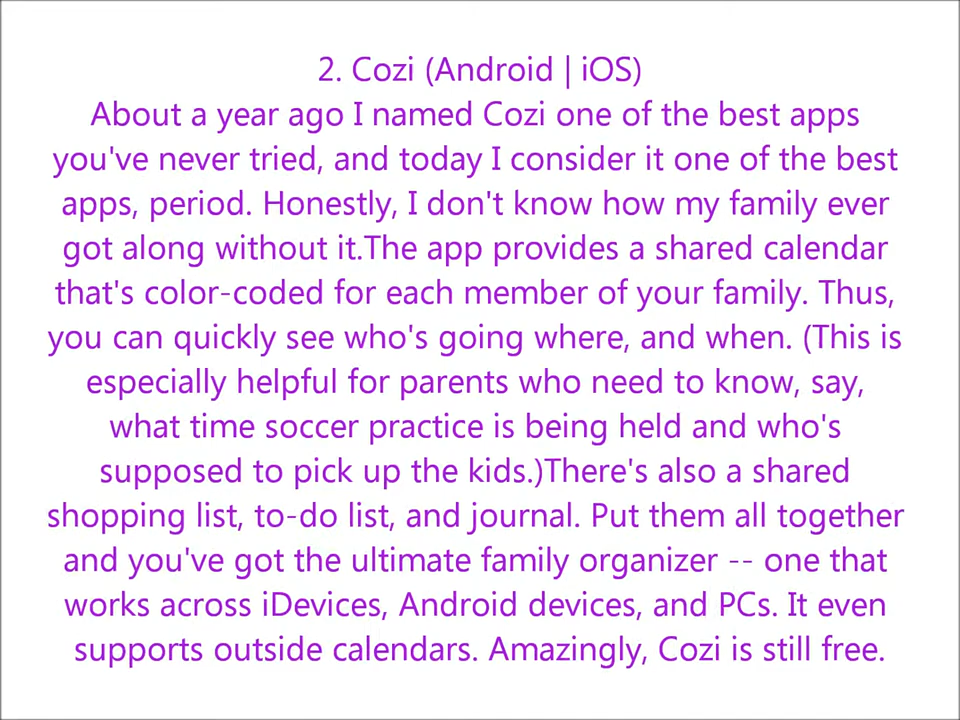 2. Cozi (Android | iOS)
About a year ago I named Cozi one of the best apps
you've never tried, and today I consider it one of the best
apps, period. Honestly, I don't know how my family ever
got along without it.The app provides a shared calendar
that's color-coded for each member of your family. Thus,
you can quickly see who's going where, and when. (This is
especially helpful for parents who need to know, say,
what time soccer practice is being held and who's
supposed to pick up the kids.)There's also a shared
shopping list, to-do list, and journal. Put them all together
and you've got the ultimate family organizer -- one that
works across iDevices, Android devices, and PCs. It even
supports outside calendars. Amazingly, Cozi is still free.